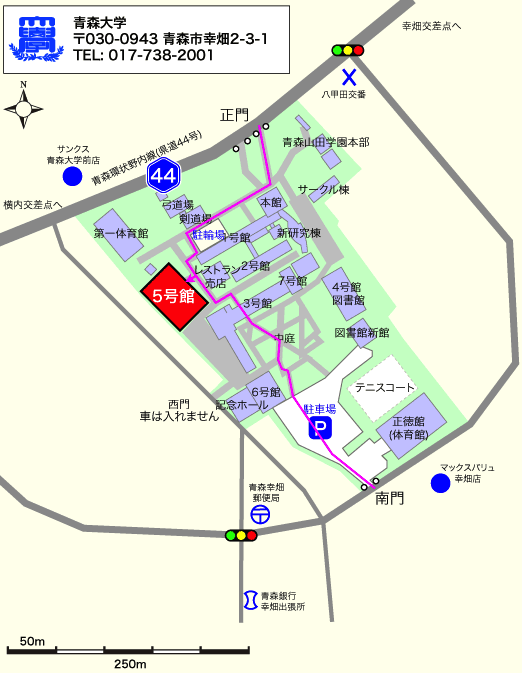 青森大学
〒030-0943 青森市幸畑2-3-1
TEL: 017-738-2001
幸畑交差点へ
八甲田交番
N
正門
サンクス
青森大学前店
青森環状野内線(県道44号)
44
青森山田学園本部
サークル棟
横内交差点へ
弓道場
剣道場
本館
第一体育館
駐輪場
1号館
新研究棟
レストラン
売店
2号館
7号館
5号館
3号館
4号館
図書館
中庭
図書館新館
6号館
記念ホール
テニスコート
西門
車は入れません
駐車場
P
正徳館
(体育館)
マックスバリュ
幸畑店
南門
青森幸畑
郵便局
青森銀行
幸畑出張所
50m
250m